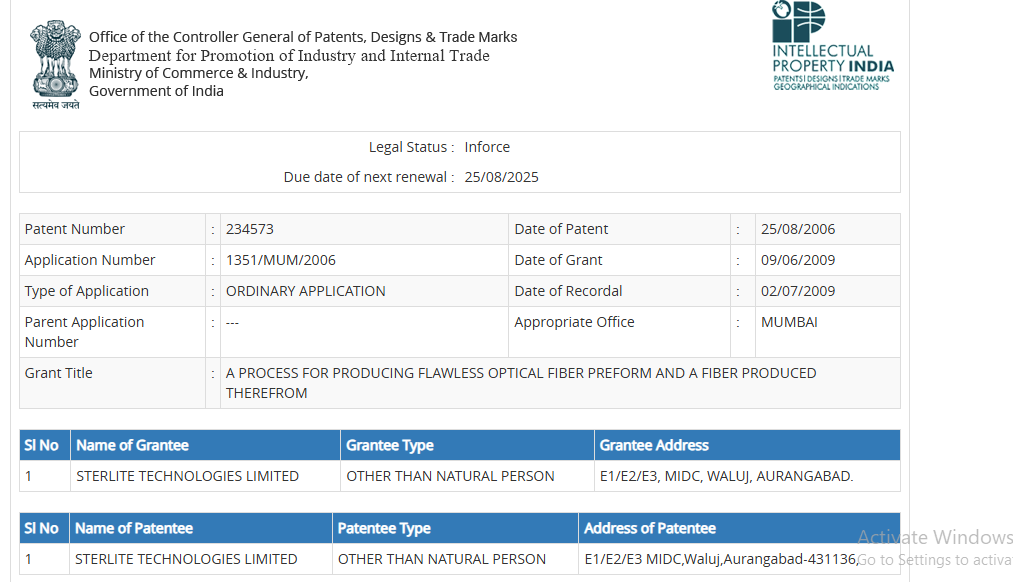 Office of the Controller General of Patents, Designs & Trade Marks
Department for Promotion of Industry and Internal Trade
Ministry of Commerce & Industry,
Government of India
सत्यमेव जयते
INTELLECTUAL
PROPERTY INDIA
PATENTS | DESIGNS | TRADE MARKS
GEOGRAPHICAL INDICATIONS
Legal Status : Inforce
Due date of next renewal : 25/08/2025
Patent Number : 234573 Date of Patent : 25/08/2006
Application Number : 1351/MUM/2006 Date of Grant : 09/06/2009
Type of Application : ORDINARY APPLICATION Date of Recordal : 02/07/2009
Parent Application : --- Appropriate Office : MUMBAI
Number
Grant Title : A PROCESS FOR PRODUCING FLAWLESS OPTICAL FIBER PREFORM AND A FIBER PRODUCED
THEREFROM
Sl No Name of Grantee Grantee Type Grantee Address
1 STERLITE TECHNOLOGIES LIMITED OTHER THAN NATURAL PERSON E1/E2/E3, MIDC, WALUJ, AURANGABAD.
Sl No Name of Patentee Patentee Type Address of Patentee
1 STERLITE TECHNOLOGIES LIMITED OTHER THAN NATURAL PERSON E1/E2/E3 MIDC,Waluj,Aurangabad-431136,
Activate Windows
Go to Settings to activa